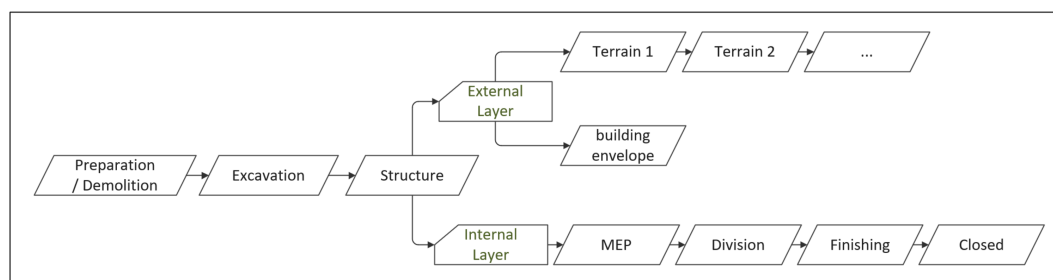 Terrain 1
Terrain 2
...
External
Layer
building
envelope
Preparation
/ Demolition
Excavation
Structure
Internal
Layer
MEP
Division
Finishing
Closed